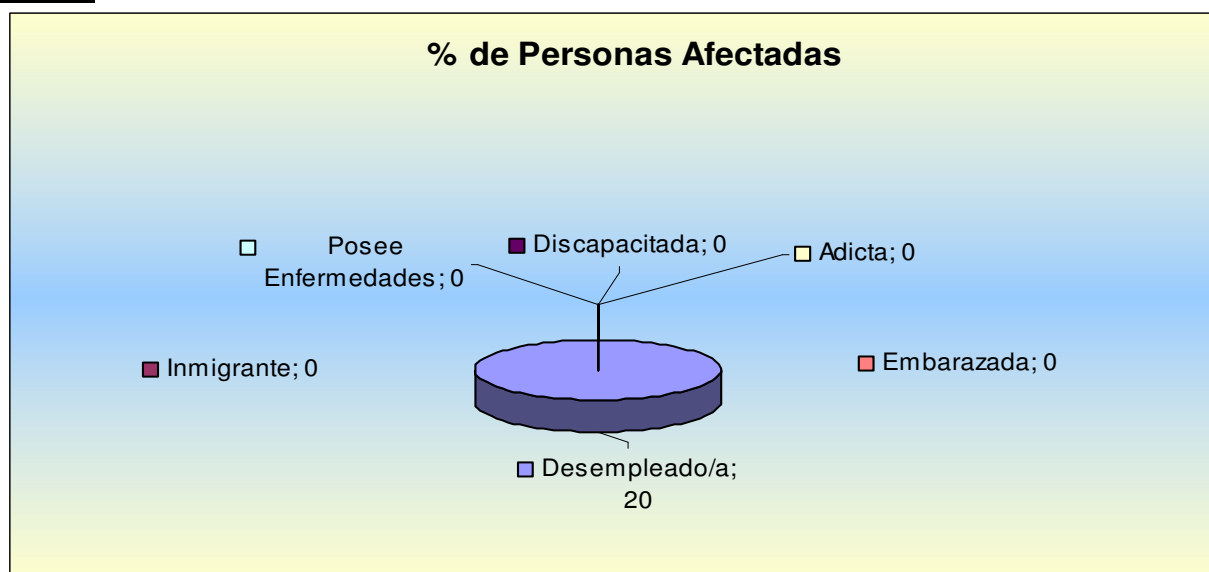 % de Personas Afectadas
Posee
Enfermedades; 0
Discapacitada; 0
Adicta; 0
Inmigrante; 0
Embarazada; 0
Desempleado/a;
20